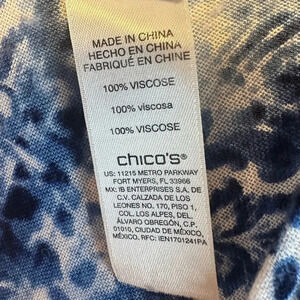 MADE IN CHINA
HECHO EN CHINA
FABRIQUÉ EN CHINE
100% VISCOSE
100% viscosa
100% VISCOSE
chico's®
US: 11215 METRO PARKWAY
FORT MYERS, FL 33966
MX: IB ENTERPRISES S.A. DE
C.V. CALZADA DE LOS
LEONES NO. 170, PISO 1,
COL. LOS ALPES, DEL.
ÁLVARO OBREGÓN, C.P.
01010, CIUDAD DE MÉXICO,
MÉXICO, RFC: IEN1701241PA